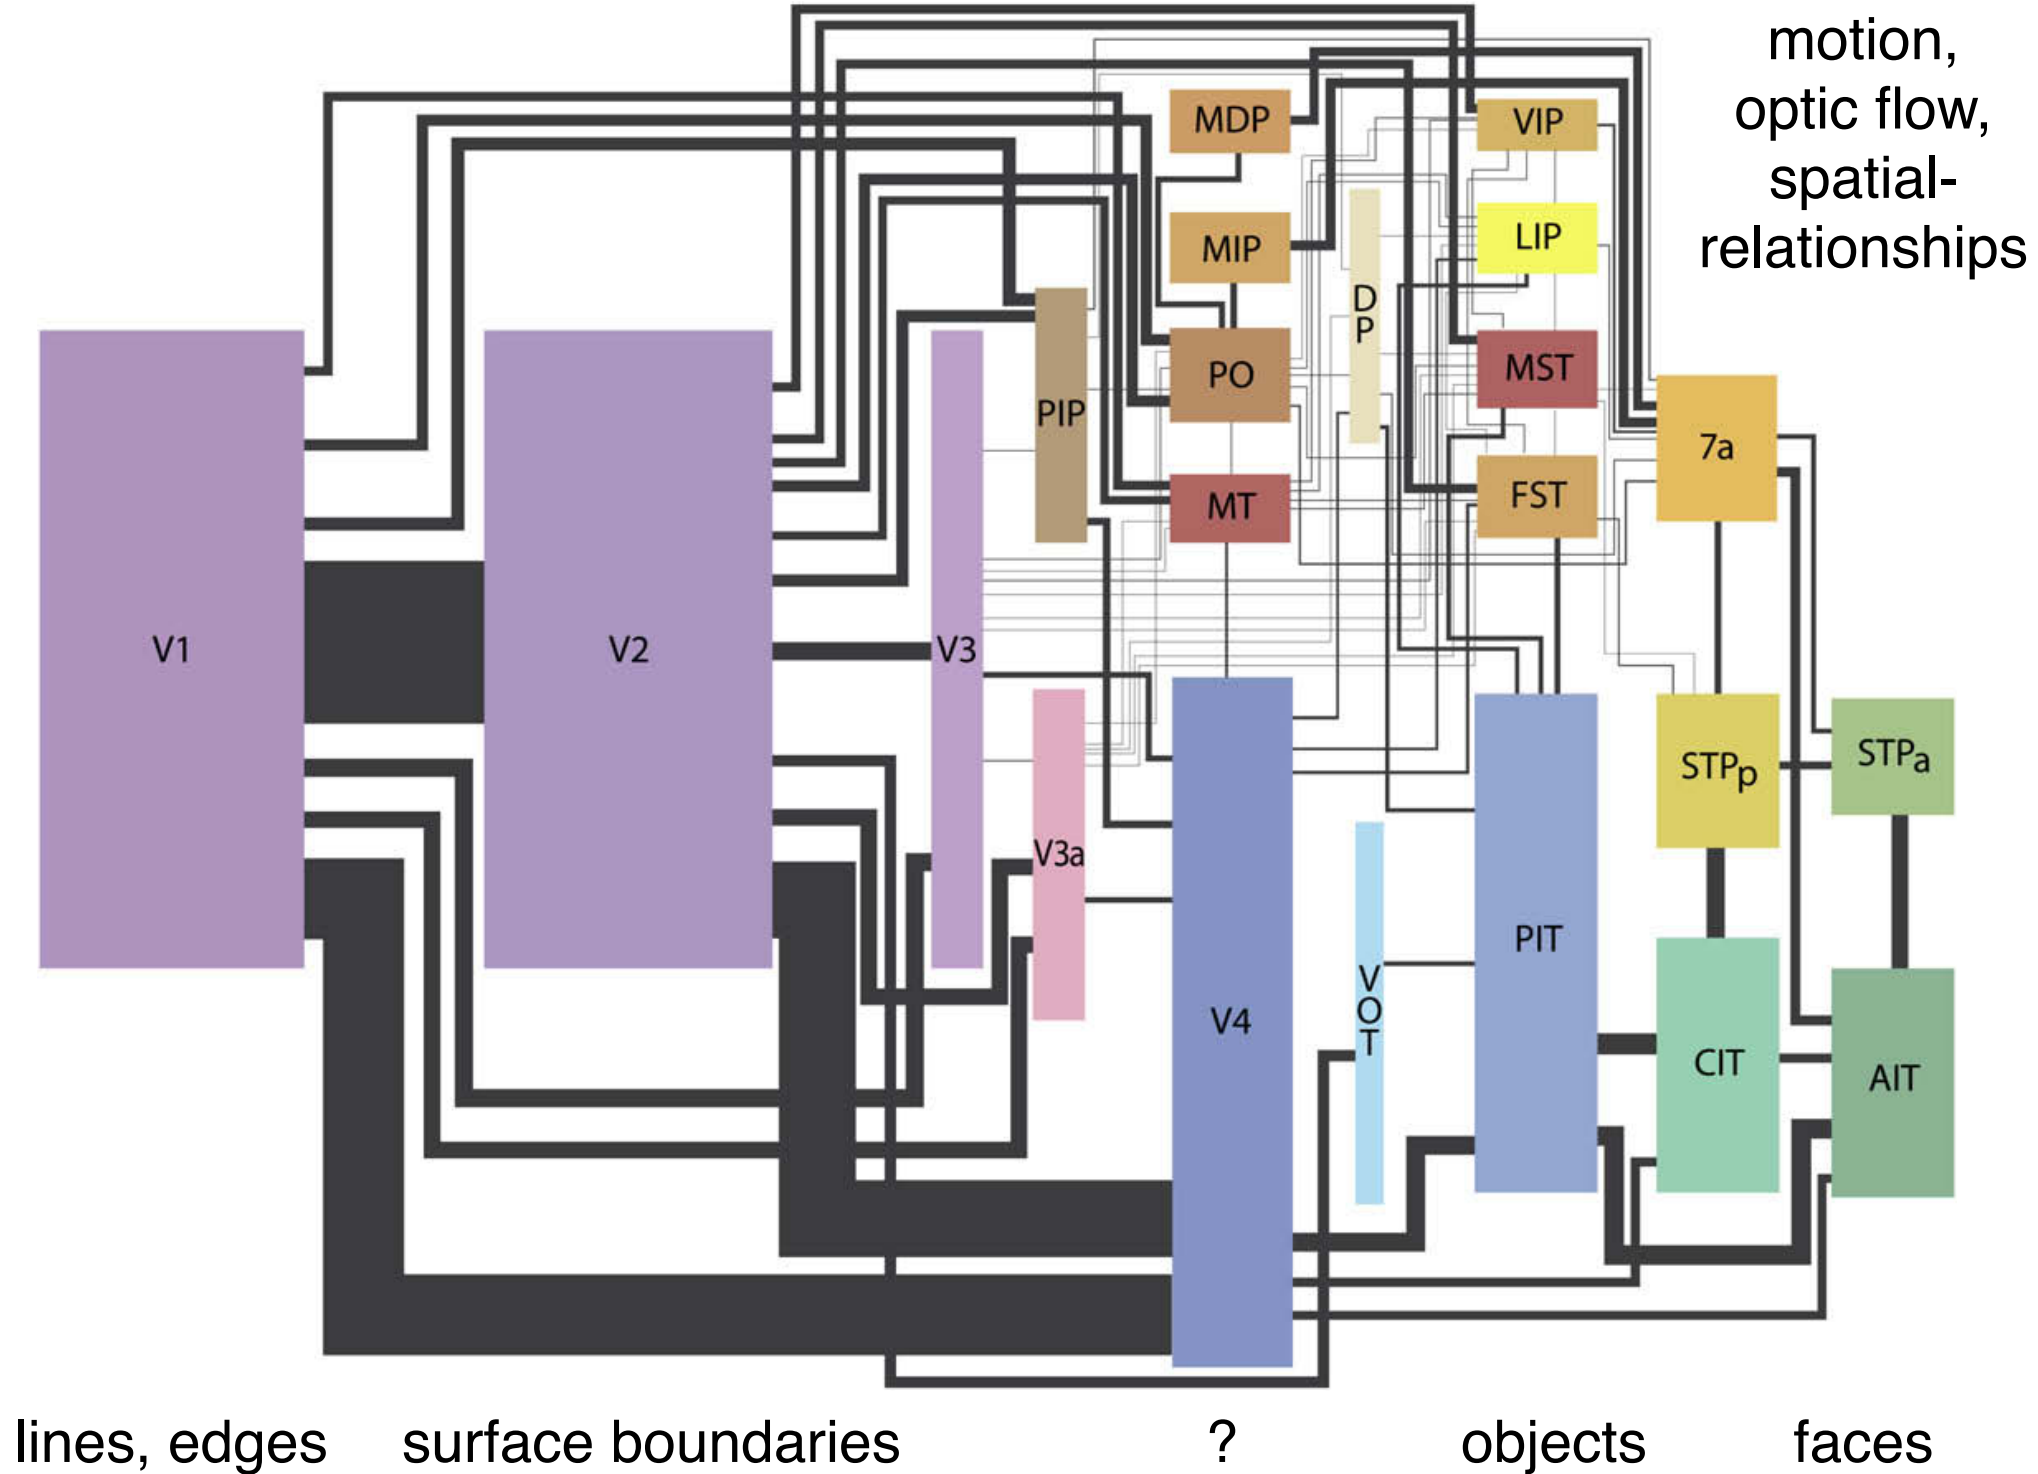 motion,
optic flow,
spatial-
relationships
MDP
VIP
MIP
LIP
D
P
PO
MST
PIP
7a
MT
FST
V1
V2
V3
STPp
STPa
V3a
PIT
V
O
T
V4
CIT
AIT
lines, edges
surface boundaries
?
objects
faces